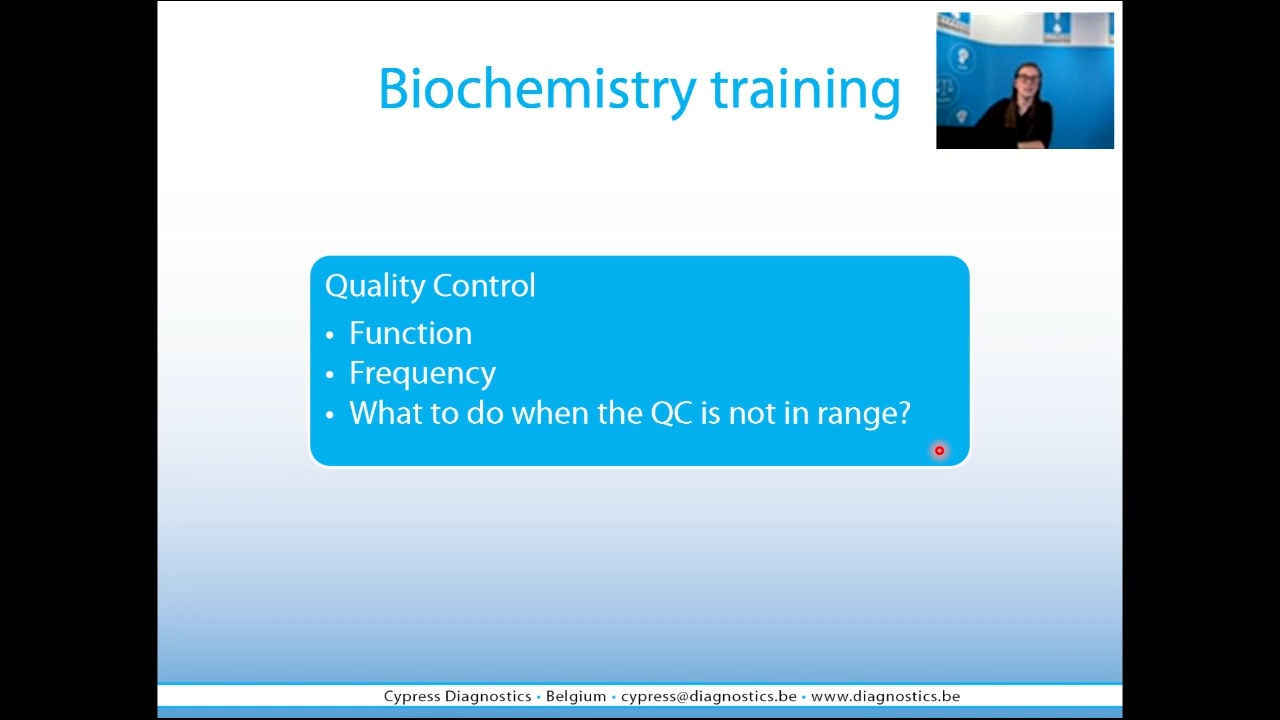 Biochemistry training
Quality Control
• Function
• Frequency
• What to do when the QC is not in range?
Cypress Diagnostics • Belgium • cypress@diagnostics.be • www.diagnostics.be